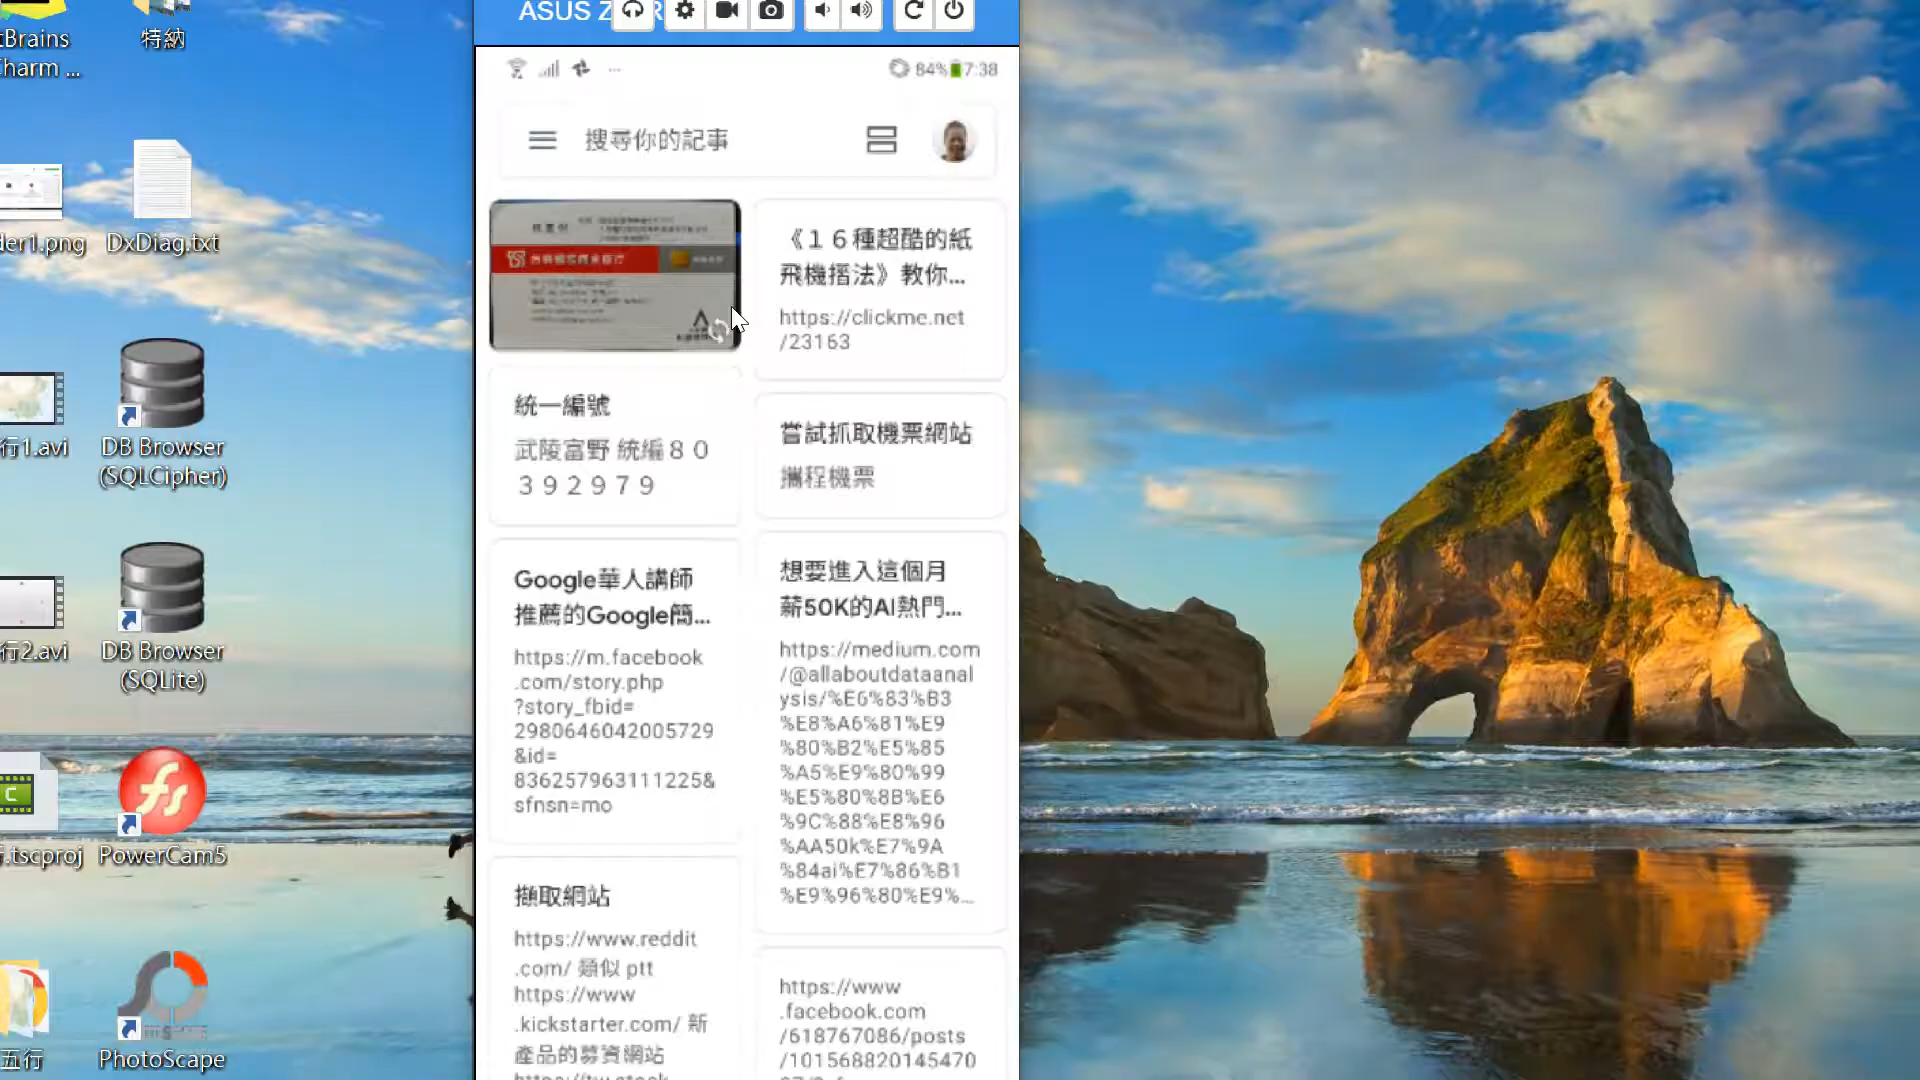 ASUS Z
84% 7:38
搜尋你的記事
《１６種超酷的紙
飛機摺法》教你...
https://clickme.net
/23163
統一編號
武陵富野 統編８０
３９２９７９
嘗試抓取機票網站
攜程機票
Google華人講師
推薦的Google簡...
https://m.facebook
.com/story.php
?story_fbid=
2980646042005729
&id=
836257963111225&
sfnsn=mo
想要進入這個月
薪50K的AI熱門...
https://medium.com
/@allaboutdataanal
ysis/%E6%83%B3
%E8%A6%81%E9
%80%B2%E5%85
%A5%E9%80%99
%E5%80%8B%E6
%9C%88%E8%96
%AA50k%E7%9A
%84ai%E7%86%B1
%E9%96%80%E9%...
擷取網站
https://www.reddit
.com/ 類似 ptt
https://www
.kickstarter.com/ 新
產品的募資網站
https://www
.facebook.com
/618767086/posts
/101568820145470
tBrains
Charm ...
特納
der1.png
DxDiag.txt
行1.avi
DB Browser
(SQLCipher)
行2.avi
DB Browser
(SQLite)
.tscproj
PowerCam5
五行
PhotoScape